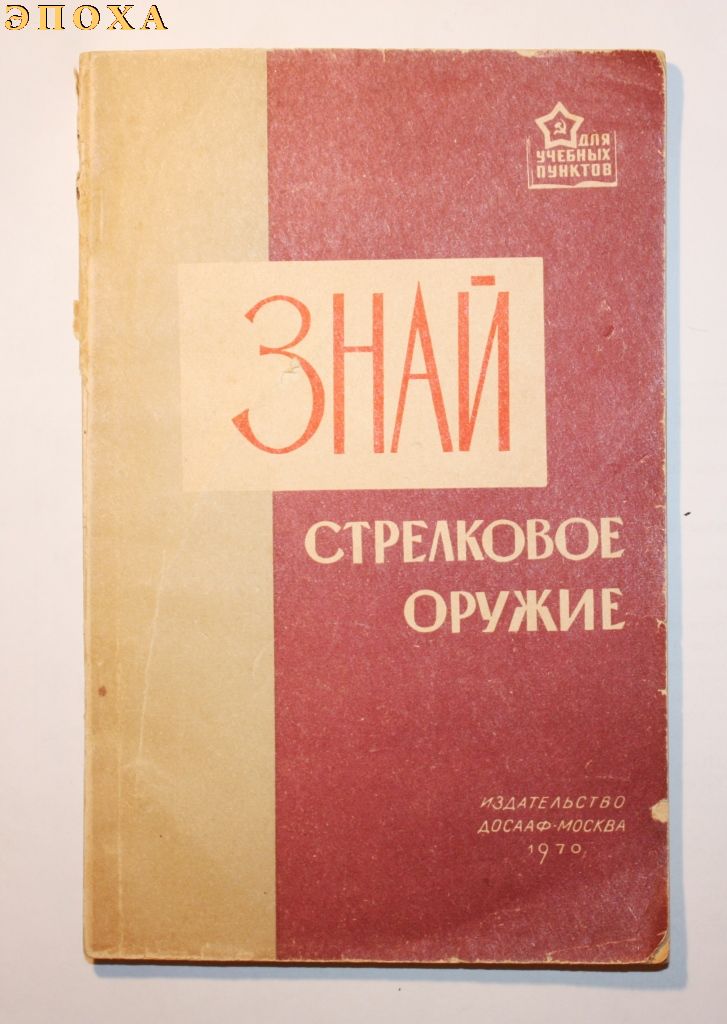 ЭПОХА
ДЛЯ
УЧЕБНЫХ
ПУНКТОВ
ЗНАЙ
СТРЕЛКОВОЕ
ОРУЖИЕ
ИЗДАТЕЛЬСТВО
ДОСААФ-МОСКВА
1970